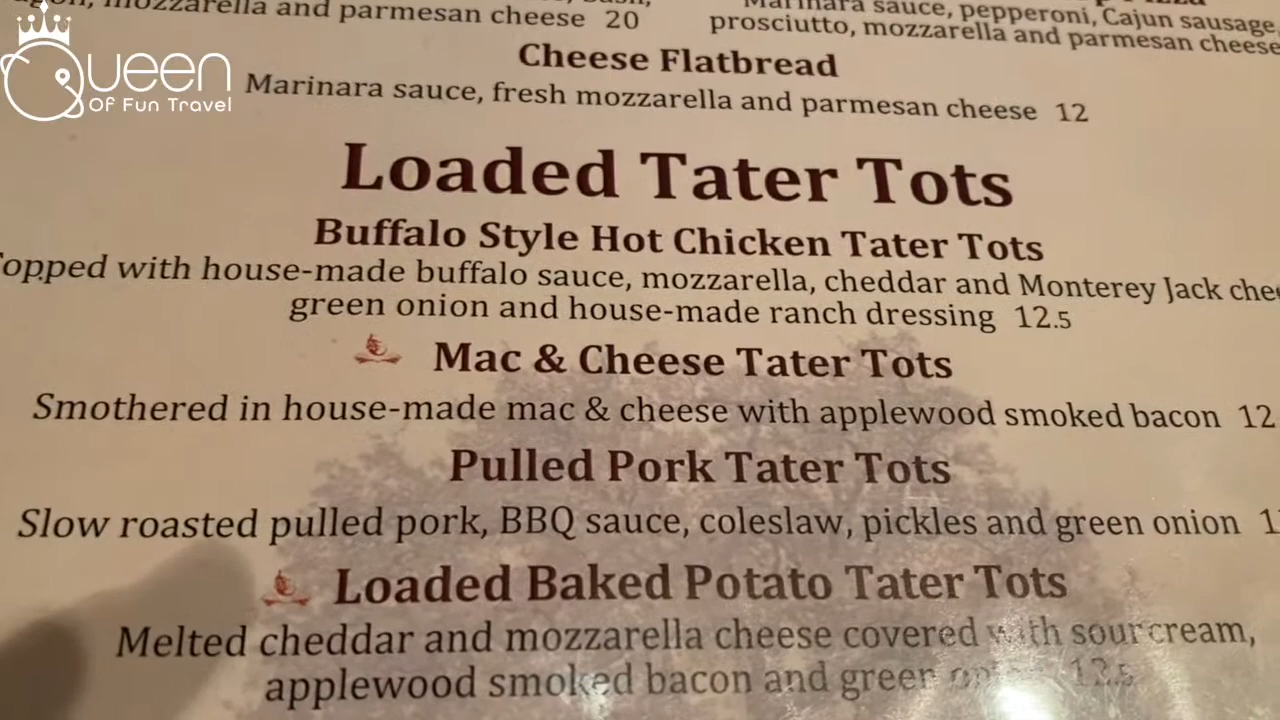 Queen
Of Fun Travel
mozzarella and parmesan cheese 20
Marinara sauce, pepperoni, Cajun sausage,
prosciutto, mozzarella and parmesan cheese
Cheese Flatbread
Marinara sauce, fresh mozzarella and parmesan cheese 12
Loaded Tater Tots
Buffalo Style Hot Chicken Tater Tots
Topped with house-made buffalo sauce, mozzarella, cheddar and Monterey Jack
green onion and house-made ranch dressing 12.5
Mac & Cheese Tater Tots
Smothered in house-made mac & cheese with applewood smoked bacon 12
Pulled Pork Tater Tots
Slow roasted pulled pork, BBQ sauce, coleslaw, pickles and green onion
Loaded Baked Potato Tater Tots
Melted cheddar and mozzarella cheese covered with sour cream,
applewood smoked bacon and green 12.5